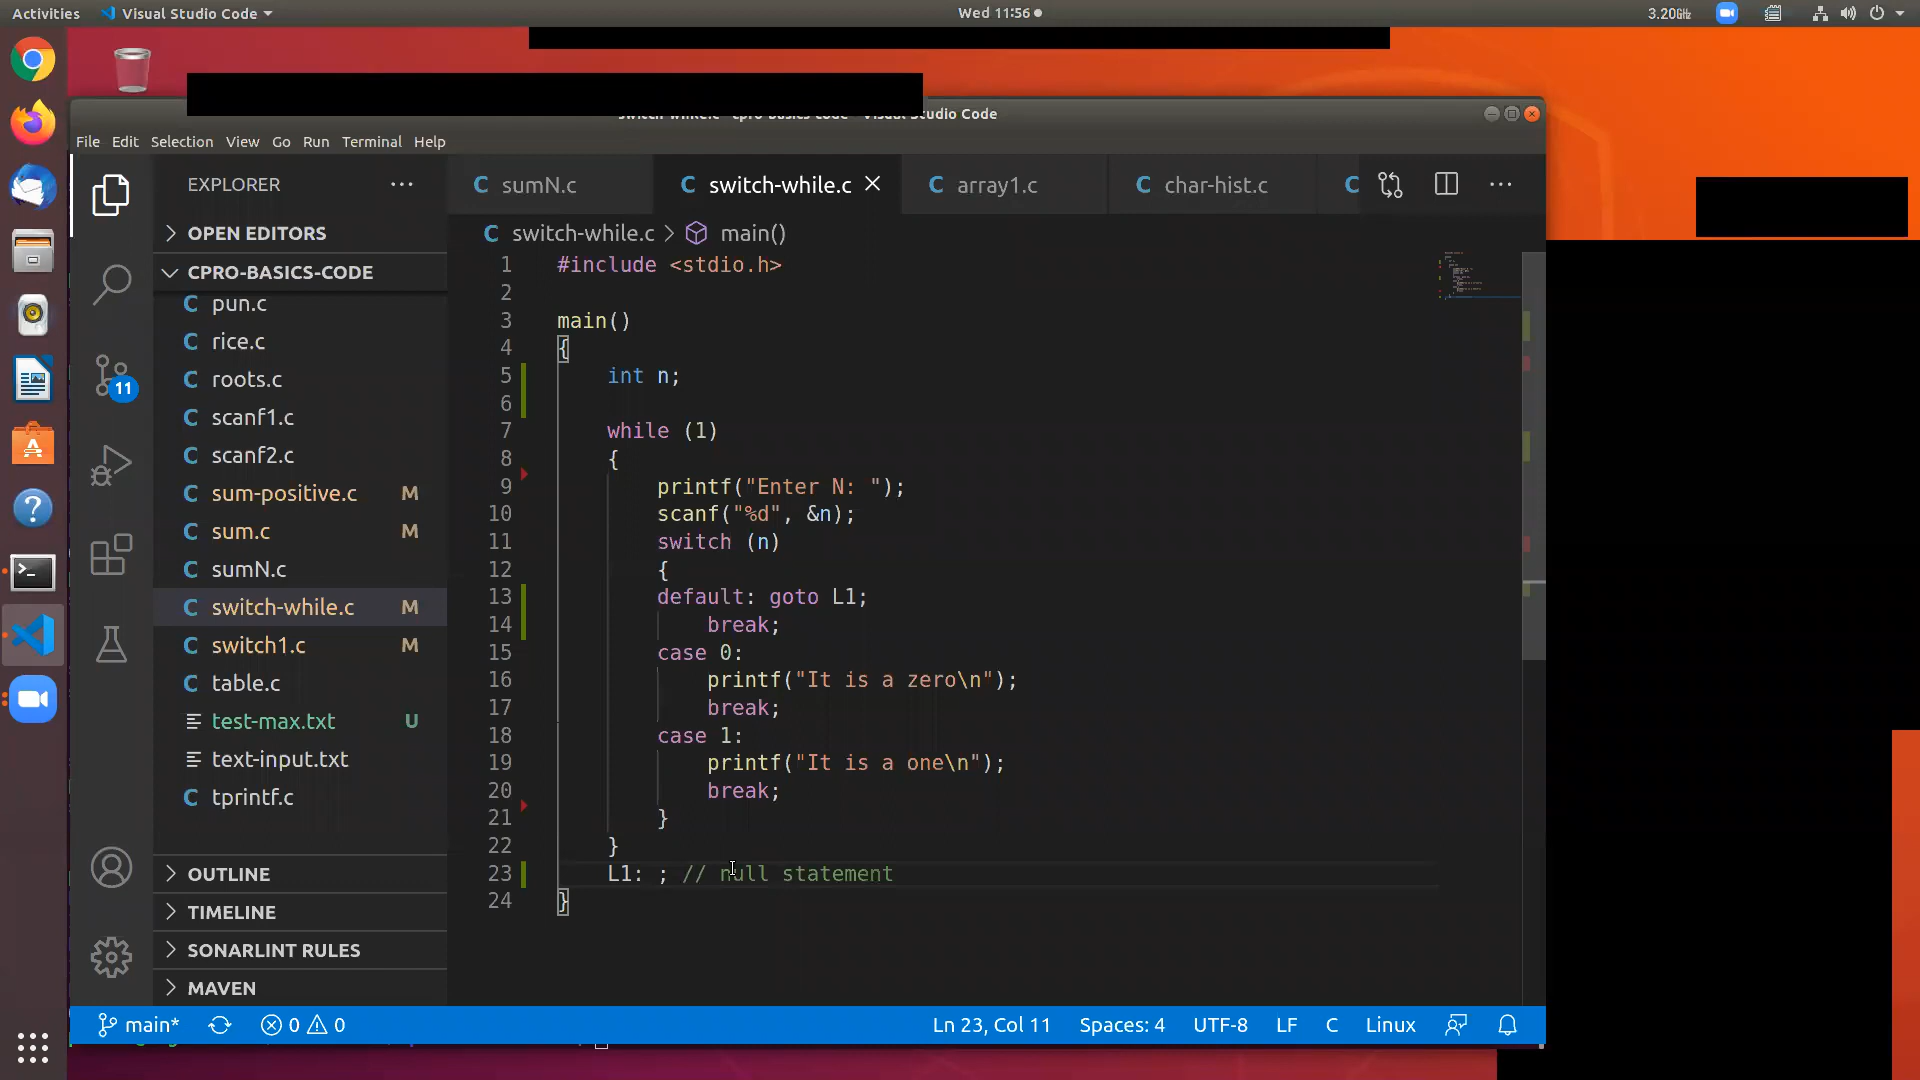 Activities Visual Studio Code Wed 11:56 3.20GHz
Studio Code
File Edit Selection View Go Run Terminal Help
EXPLORER
sumN.c switch-while.c array1.c char-hist.c
OPEN EDITORS
switch-while.c > main()
CPRO-BASICS-CODE
pun.c
rice.c
roots.c
scanf1.c
scanf2.c
sum-positive.c M
sum.c M
sumN.c
switch-while.c M
switch1.c M
table.c
test-max.txt U
text-input.txt
tprintf.c
OUTLINE
TIMELINE
SONARLINT RULES
MAVEN
11
1 #include <stdio.h>
2
3 main()
4 {
5 int n;
6
7 while (1)
8 {
9 printf("Enter N: ");
10 scanf("%d", &n);
11 switch (n)
12 {
13 default: goto L1;
14 break;
15 case 0:
16 printf("It is a zero\n");
17 break;
18 case 1:
19 printf("It is a one\n");
20 break;
21 }
22 }
23 L1: ; // null statement
24 }
main* 0 0 Ln 23, Col 11 Spaces: 4 UTF-8 LF C Linux